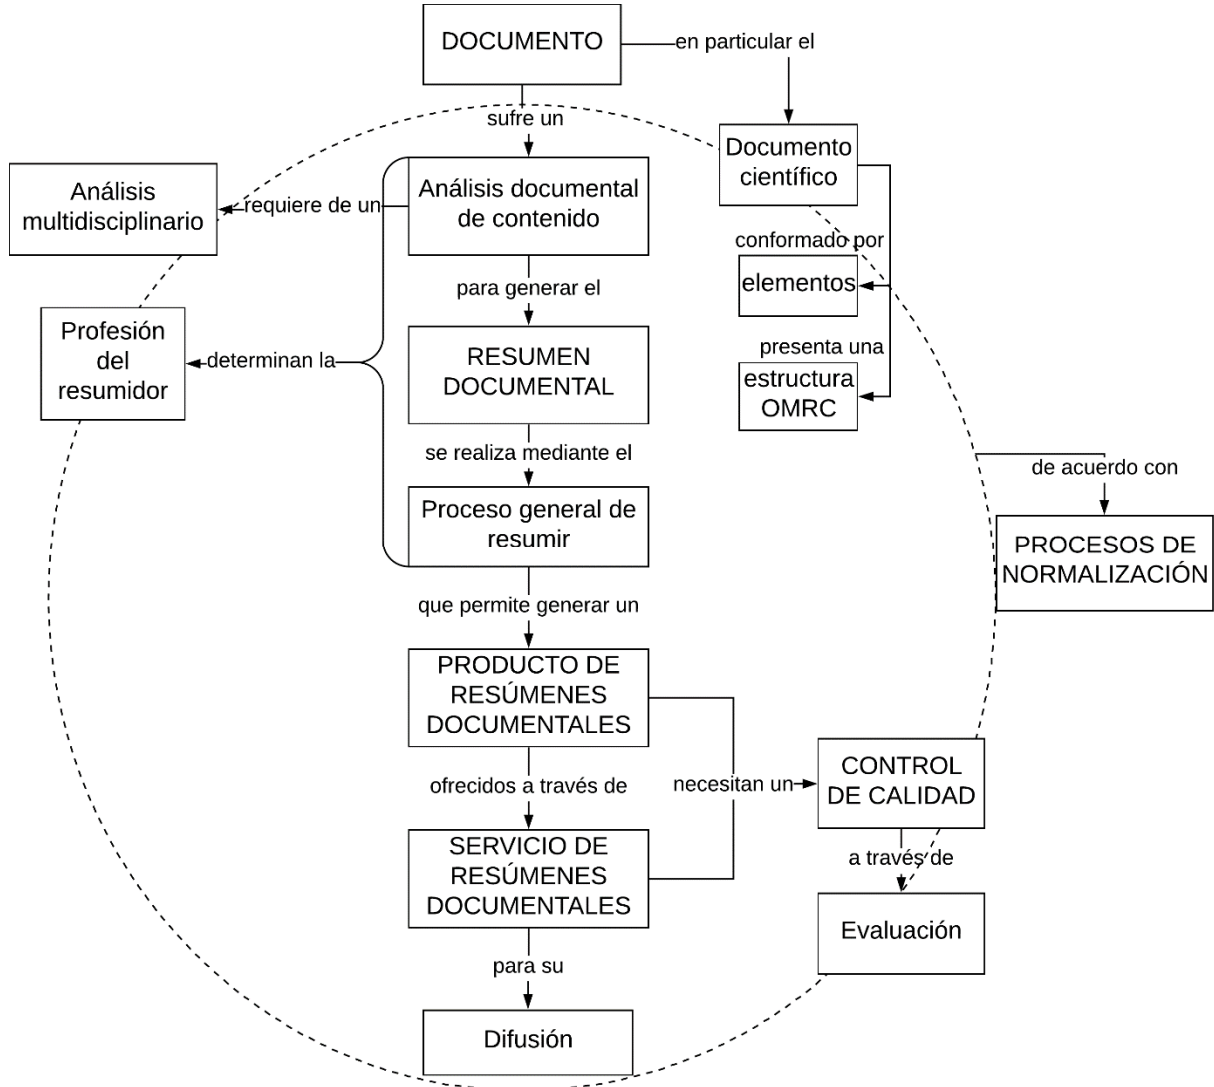 DOCUMENTO
en particular el
sufre un
Documento
científico
Análisis
multidisciplinario
requiere de un
Análisis documental
de contenido
conformado por
elementos
para generar el
presenta una
estructura
OMRC
Profesión
del
resumidor
determinan la
RESUMEN
DOCUMENTAL
se realiza mediante el
de acuerdo con
Proceso general de
resumir
PROCESOS DE
NORMALIZACIÓN
que permite generar un
PRODUCTO DE
RESÚMENES
DOCUMENTALES
ofrecidos a través de
necesitan un
CONTROL
DE CALIDAD
SERVICIO DE
RESÚMENES
DOCUMENTALES
a través de
Evaluación
para su
Difusión